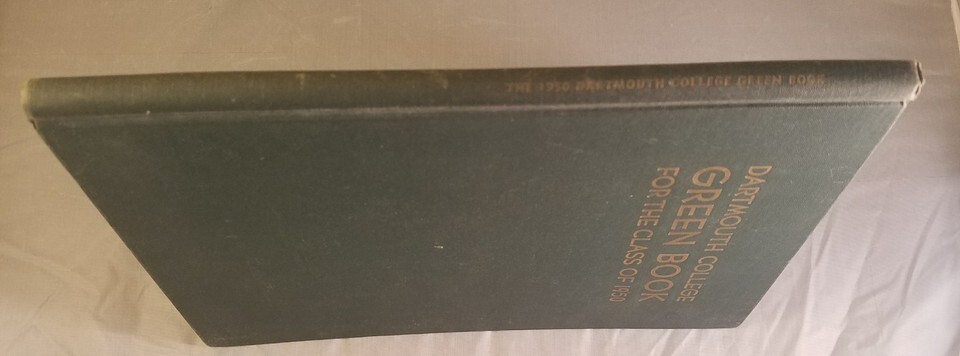 THE 1950 DARTMOUTH COLLEGE GREEN BOOK
DARTMOUTH COLLEGE
GREEN BOOK
FOR THE CLASS OF 1950